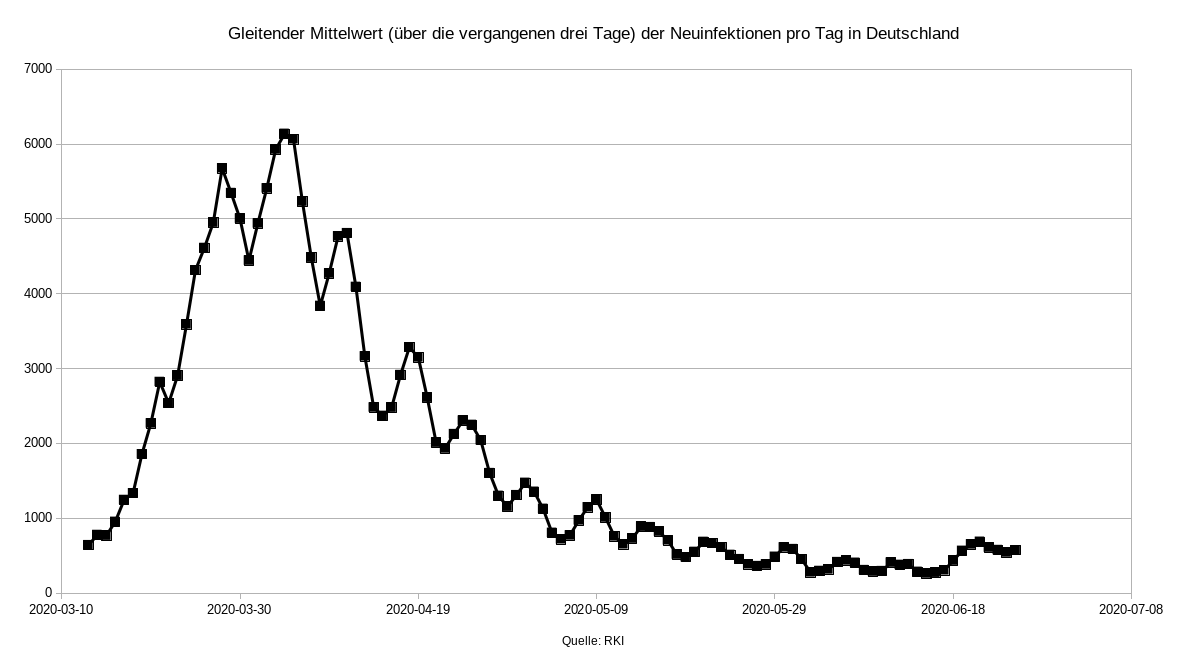 Gleitender Mittelwert (über die vergangenen drei Tage) der Neuinfektionen pro Tag in Deutschland
7000
6000
5000
4000
3000
2000
1000
0
2020-03-10 2020-03-30 2020-04-19 2020-05-09 2020-05-29 2020-06-18 2020-07-08
Quelle: RKI